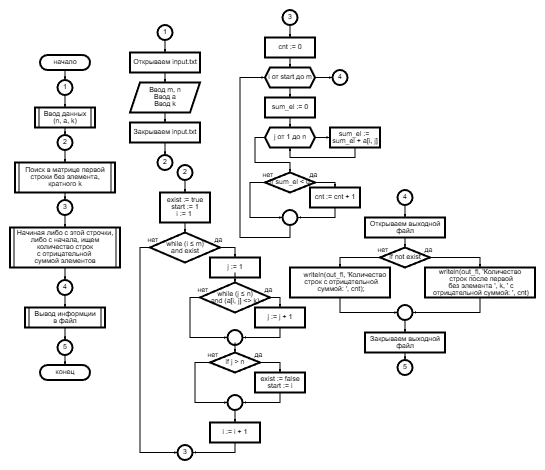 начало
1
Ввод данных
(n, a, k)
2
Поиск в матрице первой
строки без элемента,
кратного k
3
Начиная либо с этой строчки,
либо с начала, ищем
количество строк
с отрицательной
суммой элементов
4
Вывод информции
в файл
5
конец
1
Открываем input.txt
Ввод m, n
Ввод a
Ввод k
Закрываем input.txt
2
2
exist := true
start := 1
i := 1
нет
да
while (i ≤ m)
and exist
j := 1
нет
да
while (j ≤ n)
and (a[i, j] <> k)
j := j + 1
нет
да
if j > n
exist := false
start := i
i := i + 1
3
3
cnt := 0
i от start до m
4
sum_el := 0
j от 1 до n
sum_el :=
sum_el + a[i, j]
нет
да
if sum_el < 0
cnt := cnt + 1
4
Открываем выходной
файл
нет
да
if not exist
writeln(out_fl, 'Количество
строк с отрицательной
суммой: ', cnt);
writeln(out_fl, 'Количество
строк после первой
без элемента ', k, ' с
отрицательной суммой: ', cnt)
Закрываем выходной
файл
5